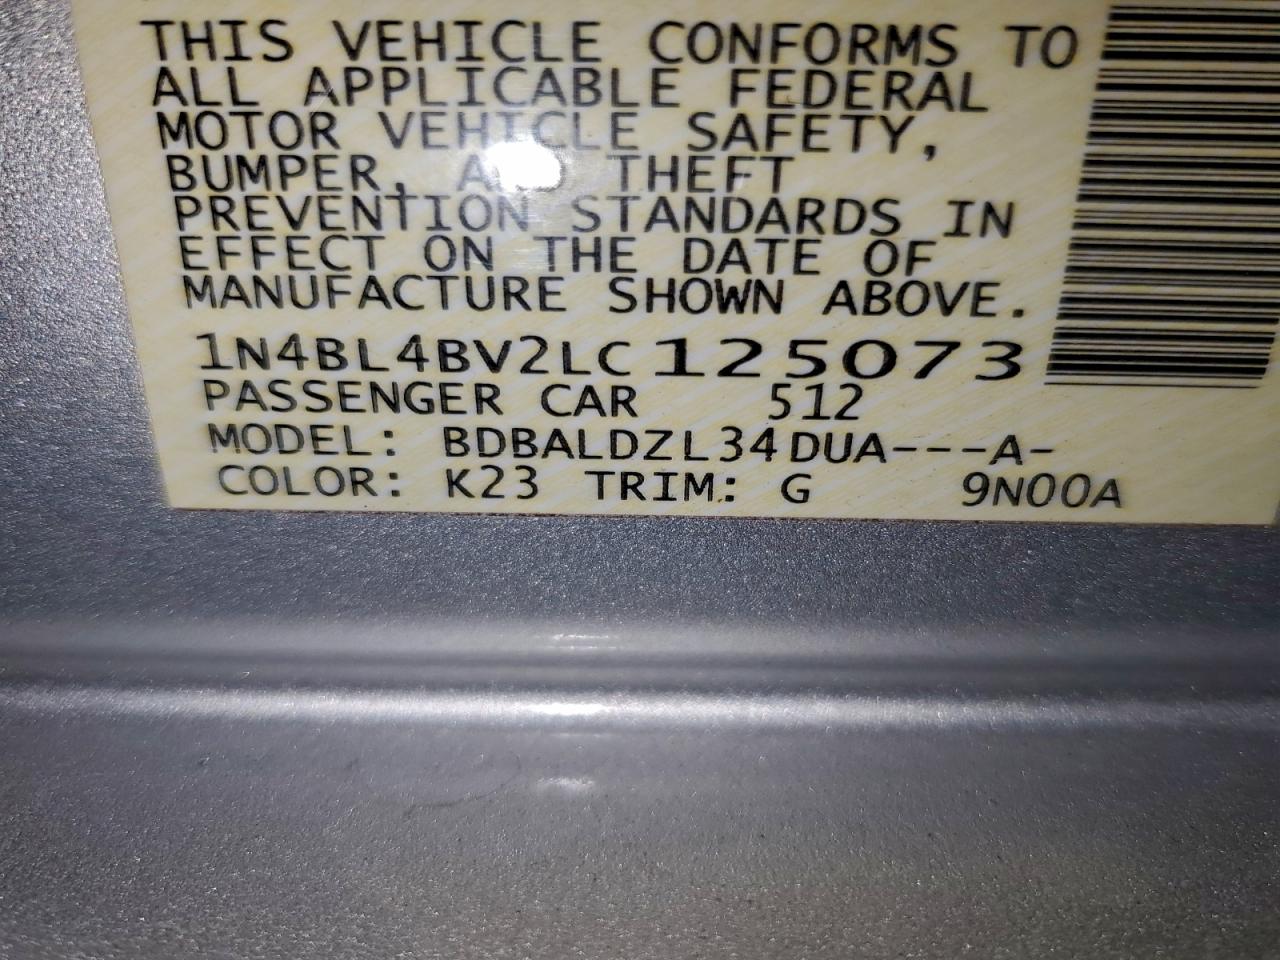 THIS VEHICLE CONFORMS TO
ALL APPLICABLE FEDERAL
MOTOR VEHICLE SAFETY,
BUMPER, AND THEFT
PREVENTION STANDARDS IN
EFFECT ON THE DATE OF
MANUFACTURE SHOWN ABOVE.
1N4BL4BV2LC125073
PASSENGER CAR 512
MODEL: BDBALDZL34DUA---A-
COLOR: K23 TRIM: G 9N00A